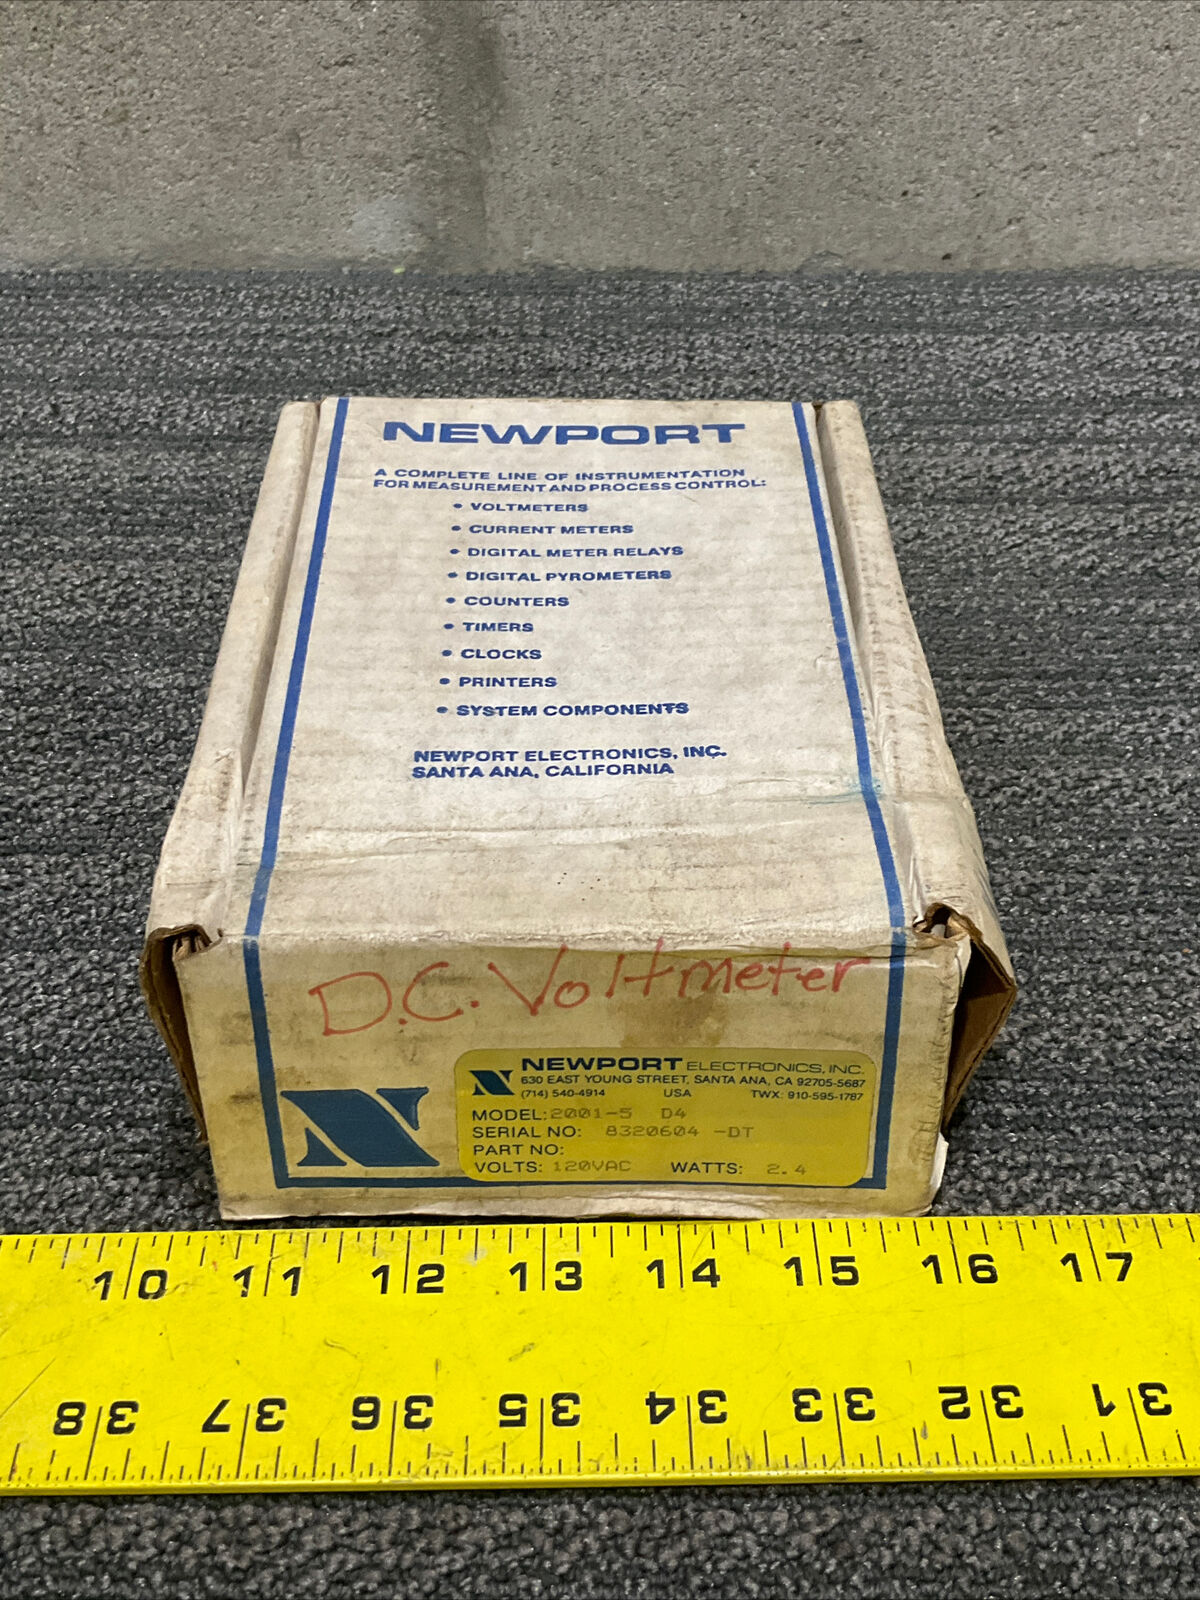 NEWPORT
A COMPLETE LINE OF INSTRUMENTATION
FOR MEASUREMENT AND PROCESS CONTROL:
• VOLTMETERS
• CURRENT METERS
• DIGITAL METER RELAYS
• DIGITAL PYROMETERS
• COUNTERS
• TIMERS
• CLOCKS
• PRINTERS
• SYSTEM COMPONENTS
NEWPORT ELECTRONICS, INC.
SANTA ANA, CALIFORNIA
D.C. Voltmeter
N
N NEWPORT ELECTRONICS, INC.
630 EAST YOUNG STREET, SANTA ANA, CA 92705-5687
(714) 540-4914 USA TWX: 910-595-1787
MODEL: 2001-5 D4
SERIAL NO: 8320604 -DT
PART NO:
VOLTS: 120VAC WATTS: 2.4
10 11 12 13 14 15 16 17
38 37 36 35 34 33 32 31